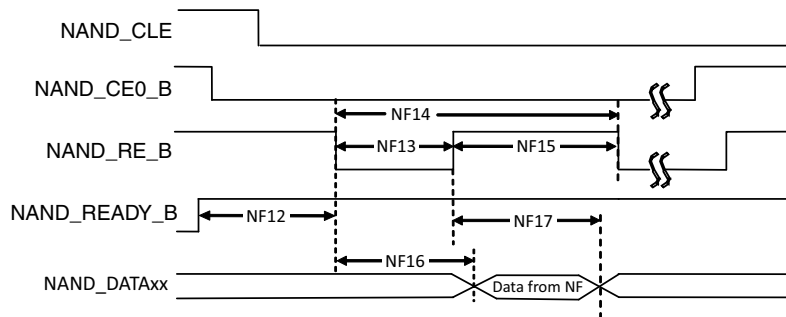 NAND_CLE
NAND_CE0_B
NF14
NAND_RE_B
NF13
NF15
NAND_READY_B
NF12
NF17
NF16
NAND_DATAxx
Data from NF